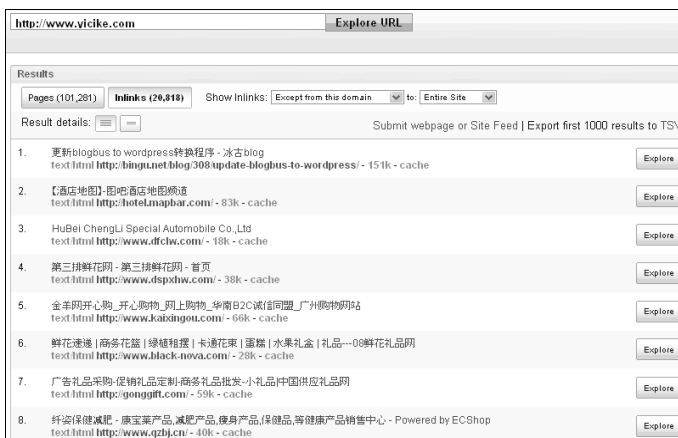 http://www.yicike.com Explore URL
Results
Pages (101,281) Inlinks (20,818) Show Inlinks: Except from this domain to: Entire Site
Result details: Submit webpage or Site Feed | Export first 1000 results to TSV
1. 更新blogbus to wordpress转换程序 - 冰古blog
text/html http://bingu.net/blog/308/update-blogbus-to-wordpress/ - 151k - cache Explore
2. 【酒店地图】-图吧酒店地图频道
text/html http://hotel.mapbar.com/ - 83k - cache Explore
3. HuBei ChengLi Special Automobile Co.,Ltd
text/html http://www.dfclw.com/ - 18k - cache Explore
4. 第三排鲜花网 - 第三排鲜花网 - 首页
text/html http://www.dspxhw.com/ - 38k - cache Explore
5. 金羊网开心购_开心购物_网上购物_华南B2C诚信同盟_广州购物网站
text/html http://www.kaixingou.com/ - 66k - cache Explore
6. 鲜花速递 | 商务花篮 | 绿植租摆 | 卡通花束 | 蛋糕 | 水果礼盒 | 礼品---08鲜花礼品网
text/html http://www.black-nova.com/ - 28k - cache Explore
7. 广告礼品采购-促销礼品定制-商务礼品批发-小礼品|中国供应礼品网
text/html http://gonggift.com/ - 59k - cache Explore
8. 纤姿保健减肥 - 康宝莱产品,减肥产品,瘦身产品,保健品,等健康产品销售中心 - Powered by ECShop
text/html http://www.qzbj.cn/ - 40k - cache Explore